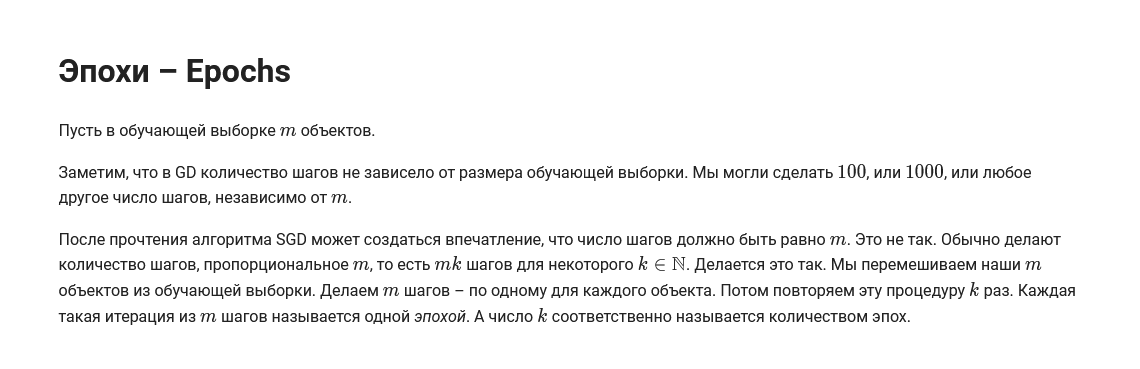 Эпохи – Epochs
Пусть в обучающей выборке m объектов.
Заметим, что в GD количество шагов не зависело от размера обучающей выборки. Мы могли сделать 100, или 1000, или любое
другое число шагов, независимо от m.
После прочтения алгоритма SGD может создаться впечатление, что число шагов должно быть равно m. Это не так. Обычно делают
количество шагов, пропорциональное m, то есть mk шагов для некоторого k ∈ ℕ. Делается это так. Мы перемешиваем наши m
объектов из обучающей выборки. Делаем m шагов – по одному для каждого объекта. Потом повторяем эту процедуру k раз. Каждая
такая итерация из m шагов называется одной эпохой. А число k соответственно называется количеством эпох.